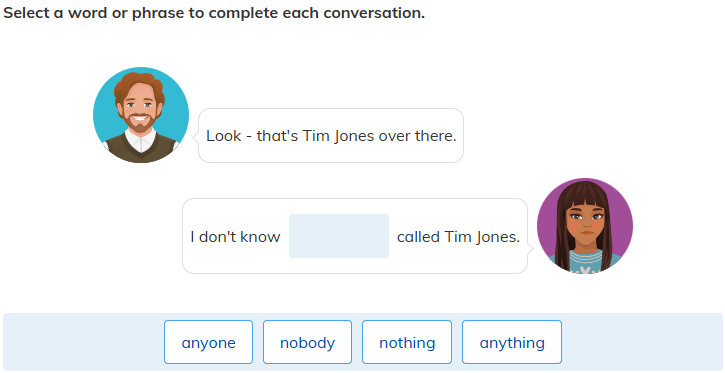 Select a word or phrase to complete each conversation.
Look - that's Tim Jones over there.
I don't know called Tim Jones.
anyone nobody nothing anything